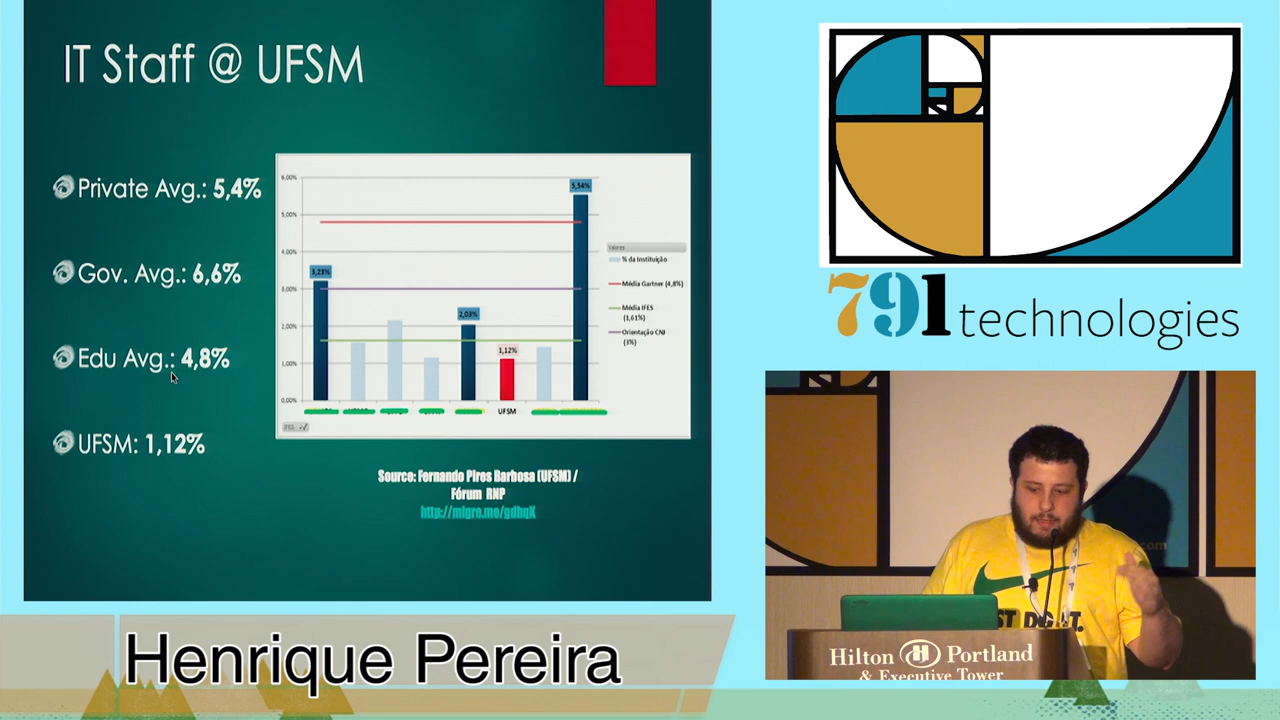 IT Staff @ UFSM
Private Avg.: 5,4%
Gov. Avg.: 6,6%
Edu Avg.: 4,8%
UFSM: 1,12%
6,00%
5,00%
4,00%
2,00%
1,00%
0,00%
3,23%
2,03%
1,12%
5,54%
UFSM
Valores
% da Instituição
Média Gartner (4,8%)
Média IFES
(1,61%)
Orientação CNJ
(3%)
Source: Fernando Pires Barbosa (UFSM) /
Fórum RNP
http://migre.me/gdbqK
791 technologies
.com
Hilton H Portland
& Executive Tower
Henrique Pereira